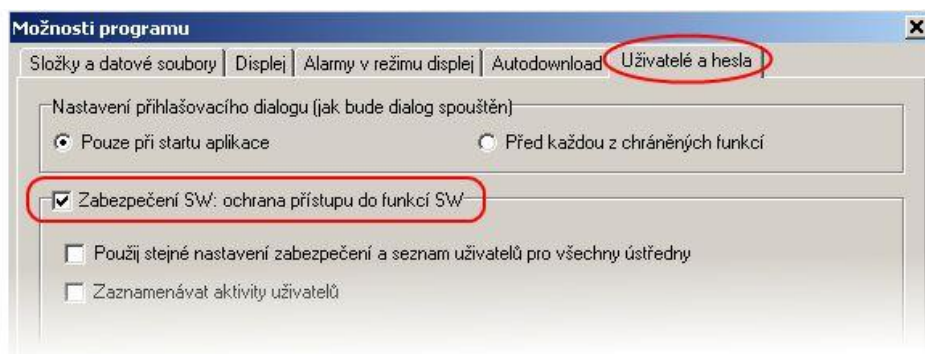 Možnosti programu
Složky a datové soubory Displej Alarmy v režimu displej Autodownload Uživatelé a hesla
Nastavení přihlašovacího dialogu (jak bude dialog spouštěn)
Pouze při startu aplikace Před každou z chráněných funkcí
Zabezpečení SW: ochrana přístupu do funkcí SW
Použij stejné nastavení zabezpečení a seznam uživatelů pro všechny ústředny
Zaznamenávat aktivity uživatelů